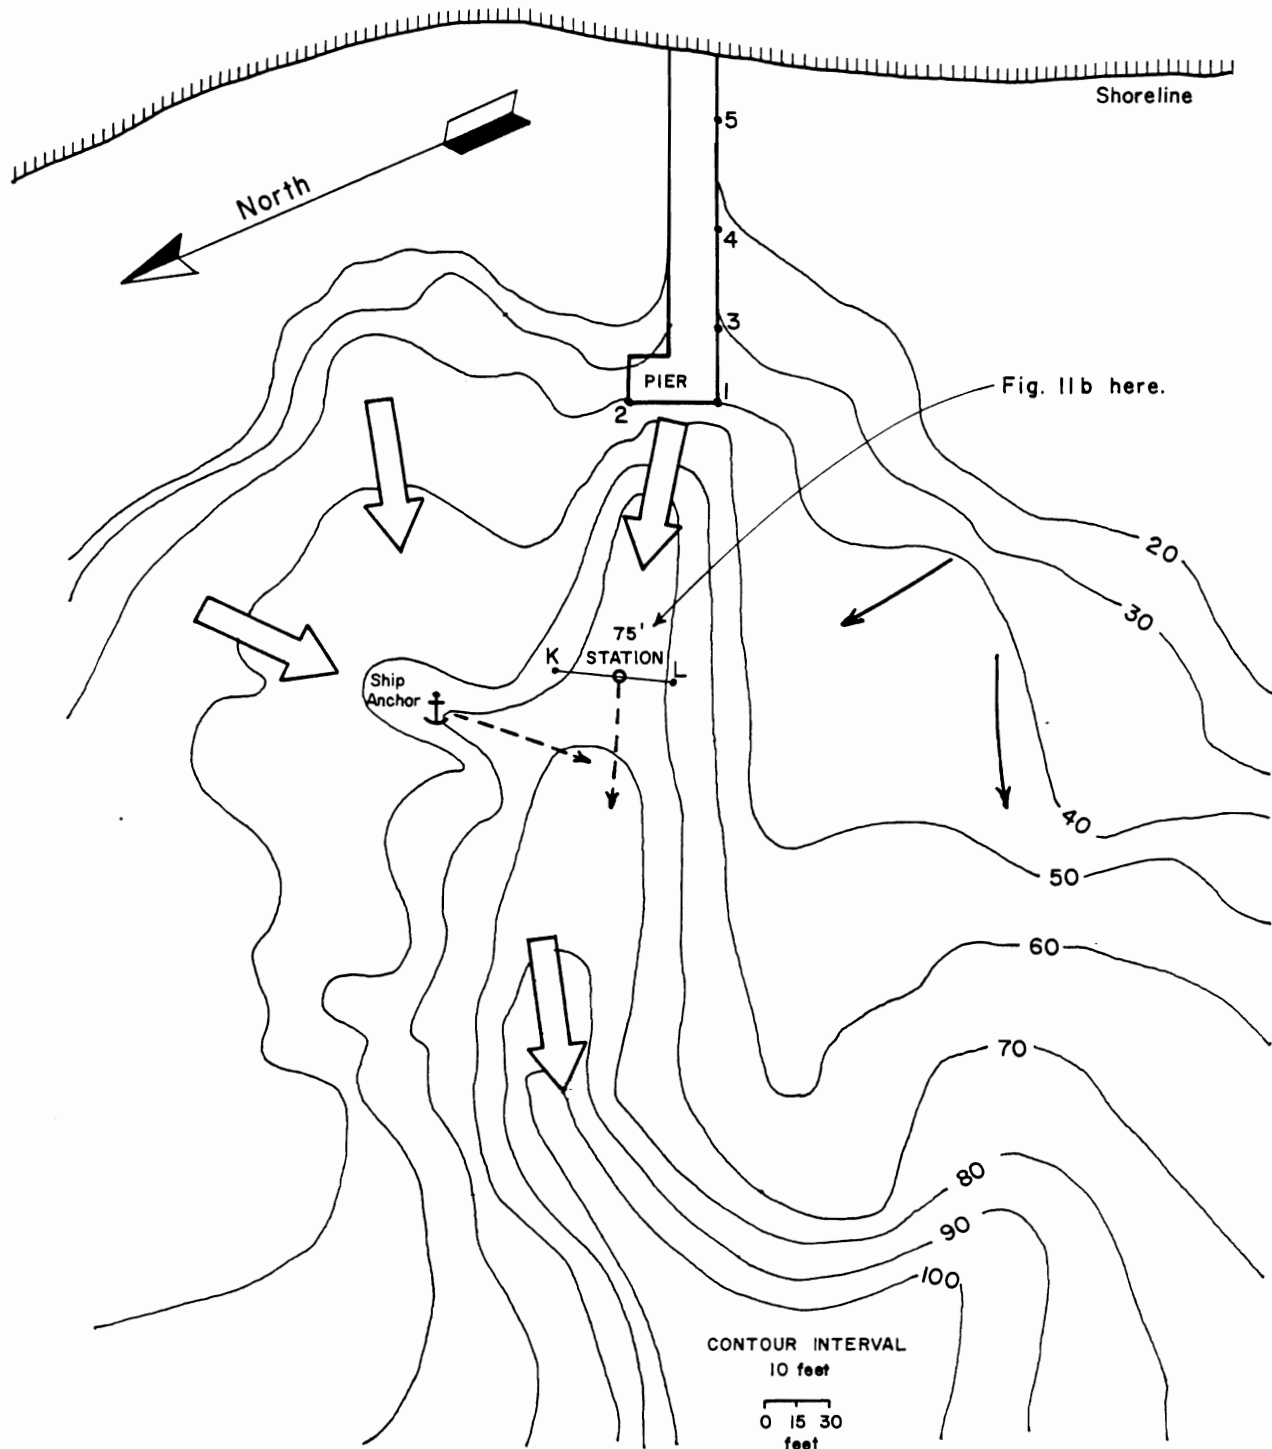 Shoreline
5
North
4
3
PIER
1
2
Fig. 11b here.
20
30
75'
STATION
K
L
Ship
Anchor
40
50
60
70
80
90
100
CONTOUR INTERVAL
10 feet
0 15 30
feet